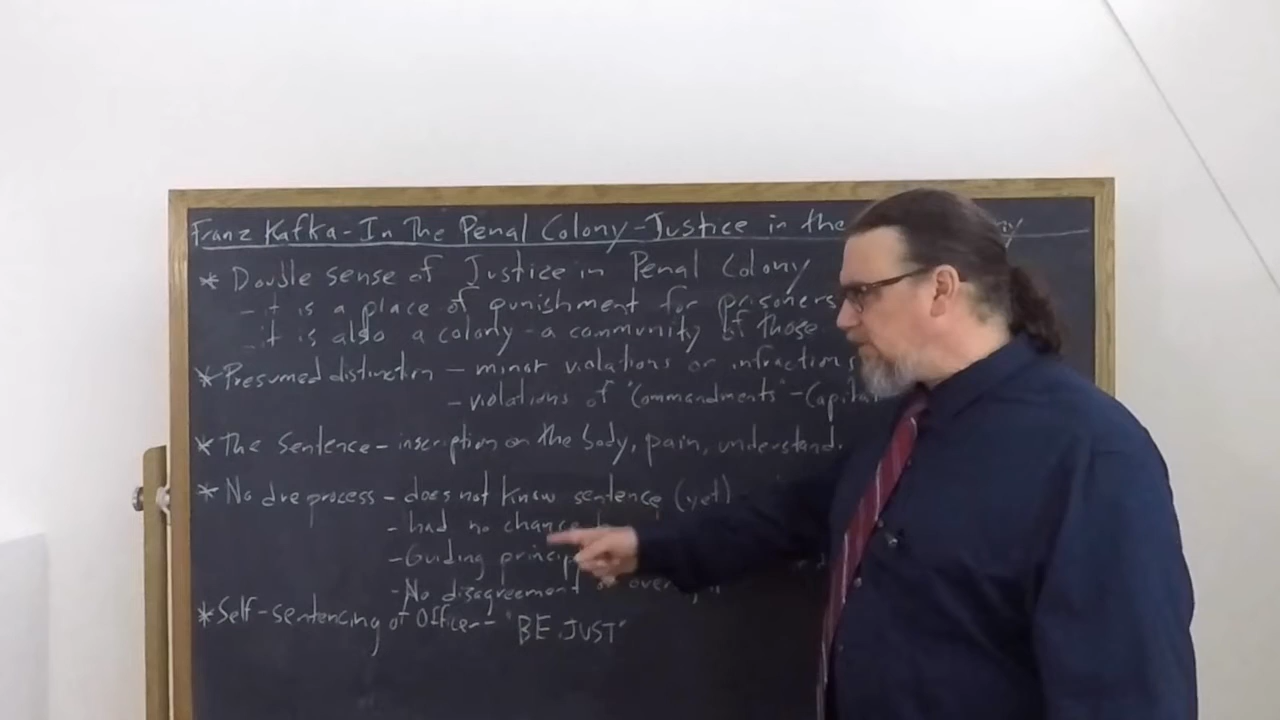 Franz Kafka - In The Penal Colony - Justice in the
* Double sense of Justice in Penal Colony
- it is a place of punishment for prisoners
- it is also a colony - a community of those
* Presumed distinction - minor violations or infractions
- violations of "Commandments" - Capital
* The Sentence - inscription on the body, pain, understand.
* No due process - does not know sentence (yet)
- had no chance
- Guiding
- No disagreement
* Self-sentencing of Officer - "BE JUST"